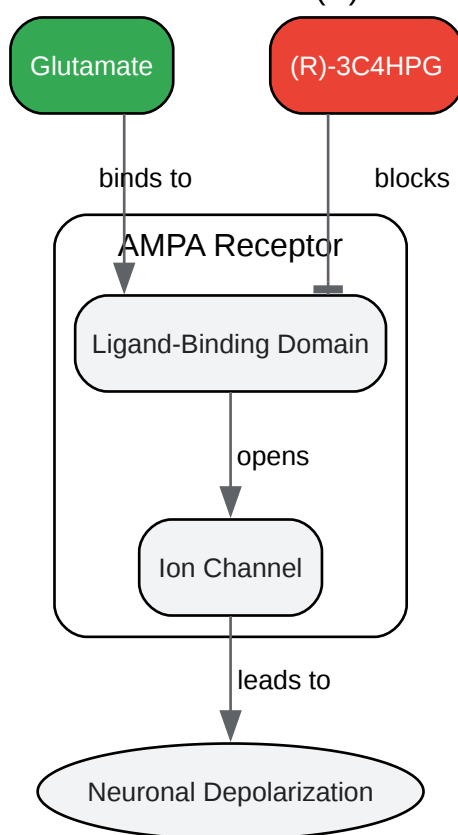 Glutamate
(R)-3C4HPG
binds to
blocks
AMPA Receptor
Ligand-Binding Domain
opens
Ion Channel
leads to
Neuronal Depolarization